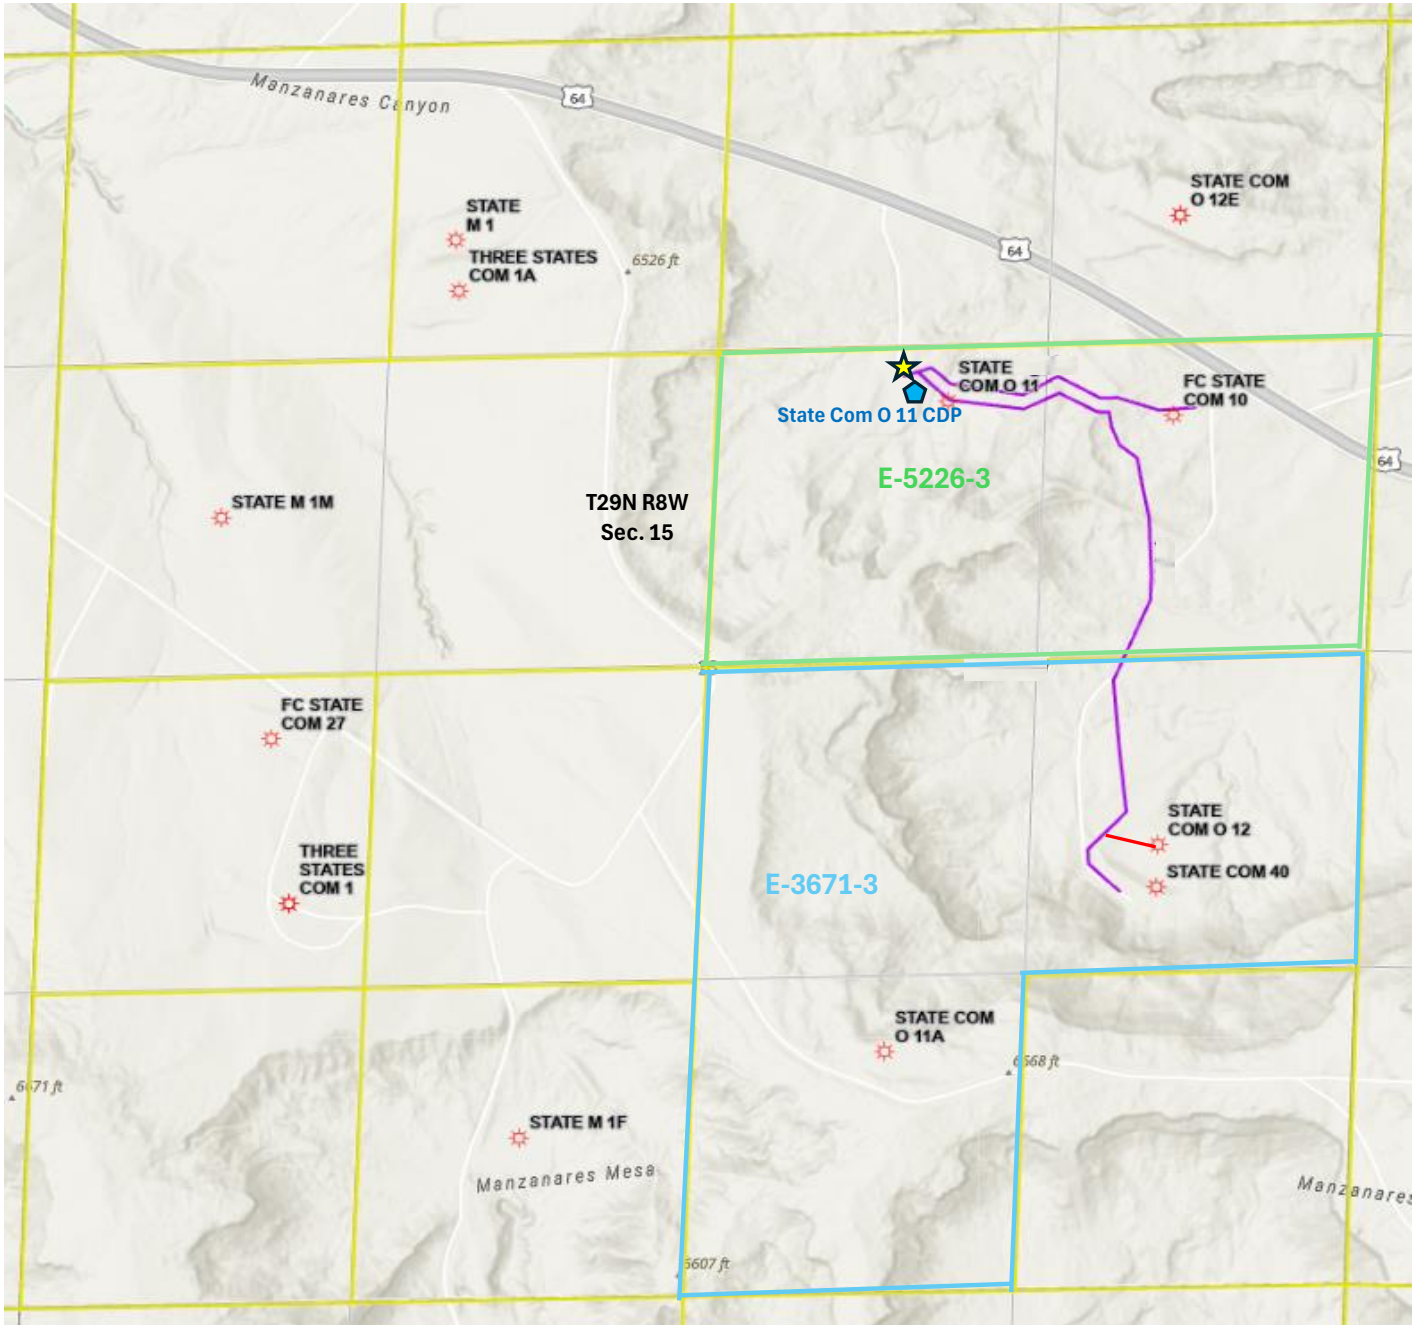 Manzanares Canyon
64
STATE COM
O 12E
STATE
M 1
THREE STATES
COM 1A
6526 ft
64
STATE
COM O 11
FC STATE
COM 10
State Com O 11 CDP
64
E-5226-3
T29N R8W
Sec. 15
STATE M 1M
FC STATE
COM 27
STATE
COM O 12
THREE
STATES
COM 1
STATE COM 40
E-3671-3
STATE COM
O 11A
6668 ft
6671 ft
STATE M 1F
Manzanares Mesa
Manzanares
6607 ft